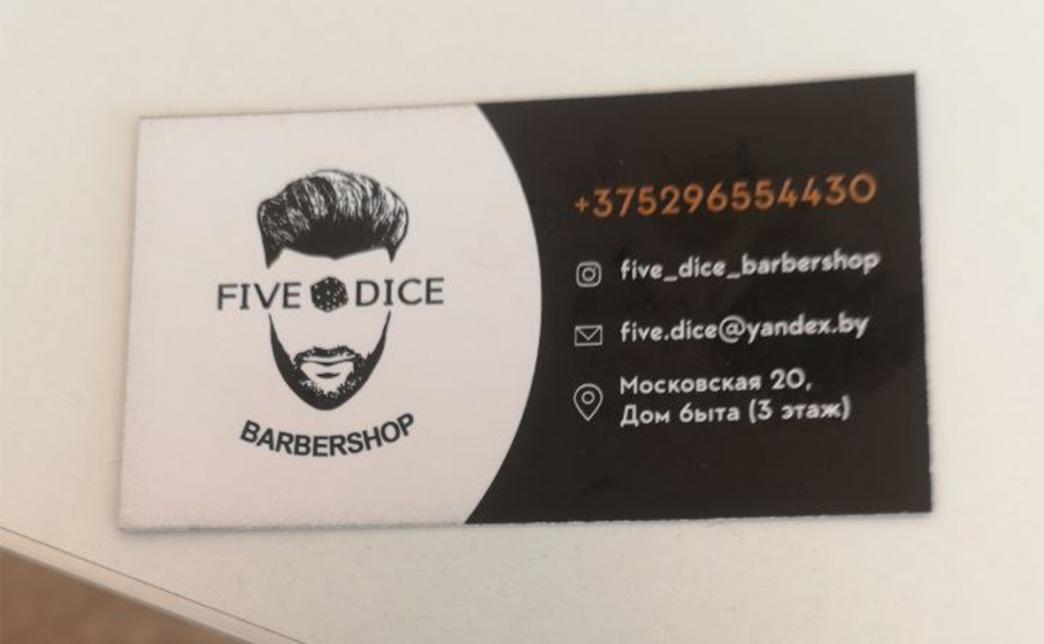 FIVE DICE
BARBERSHOP
+375296554430
five_dice_barbershop
five.dice@yandex.by
Московская 20,
Дом быта (3 этаж)